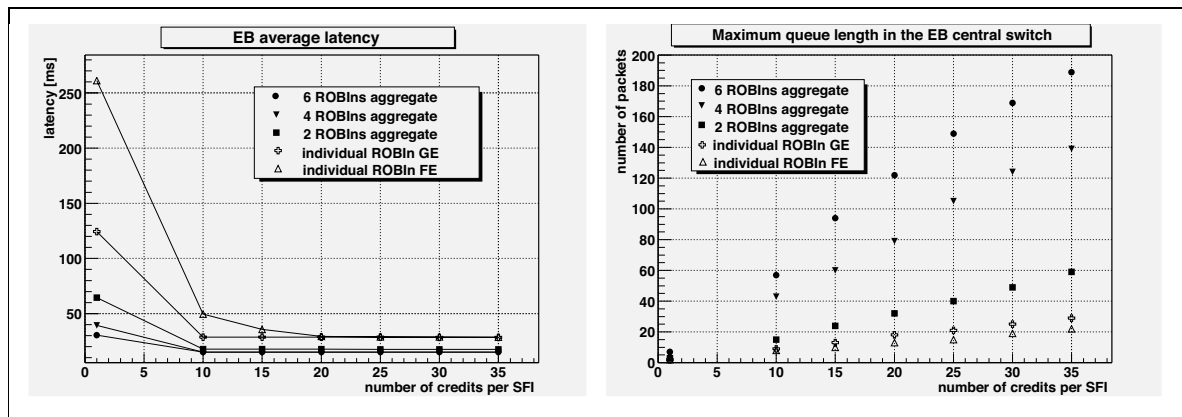 EB average latency
latency [ms]
250
200
150
100
50
6 ROBIns aggregate
4 ROBIns aggregate
2 ROBIns aggregate
individual ROBIn GE
individual ROBIn FE
0 5 10 15 20 25 30 35
number of credits per SFI
Maximum queue length in the EB central switch
number of packets
200
180
160
140
120
100
80
60
40
20
0
6 ROBIns aggregate
4 ROBIns aggregate
2 ROBIns aggregate
individual ROBIn GE
individual ROBIn FE
0 5 10 15 20 25 30 35
number of credits per SFI